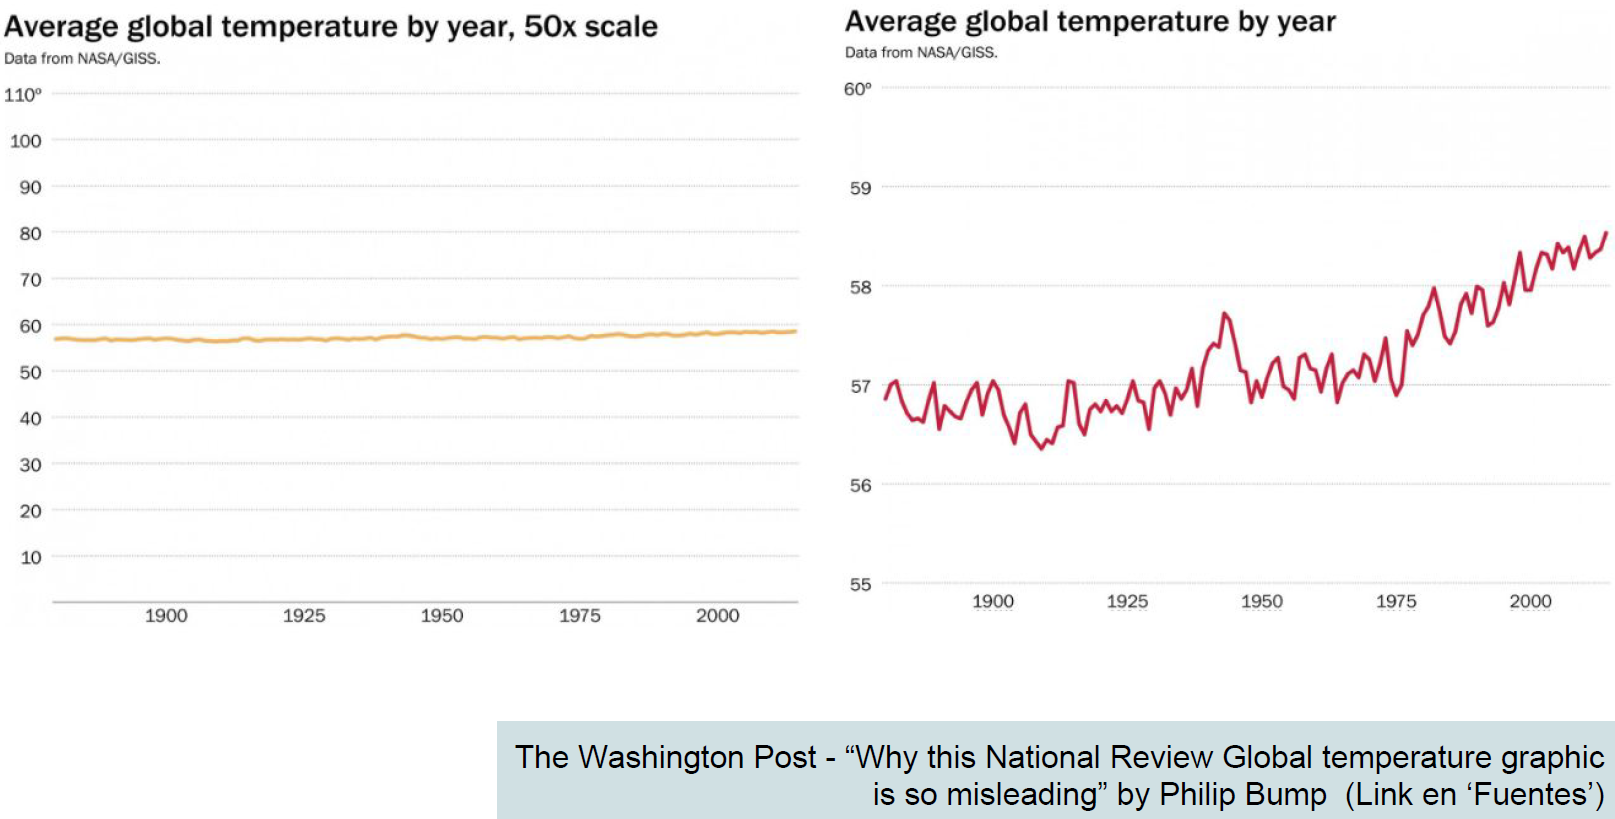 Average global temperature by year, 50x scale
Data from NASA/GISS.
110º
100
90
80
70
60
50
40
30
20
10
1900 1925 1950 1975 2000
Average global temperature by year
Data from NASA/GISS.
60º
59
58
57
56
55
1900 1925 1950 1975 2000
The Washington Post - “Why this National Review Global temperature graphic
is so misleading” by Philip Bump (Link en ‘Fuentes’)